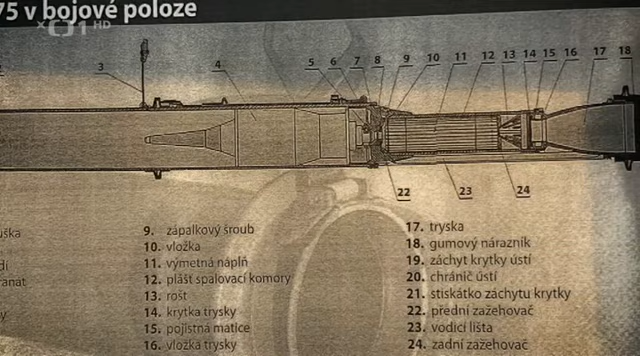 75 v bojové poloze
1 HD
3 4 5 6 7 8 9 10 11 12 13 14 15 16 17 18
22 23 24
9. zápalkový šroub
10. vložka
11. výmetná náplň
12. plášť spalovací komory
13. rošt
14. krytka trysky
15. pojistná matice
16. vložka trysky
17. tryska
18. gumový nárazník
19. záchyt krytky ústí
20. chránič ústí
21. stiskátko záchytu krytky
22. přední zažehovač
23. vodicí lišta
24. zadní zažehovač